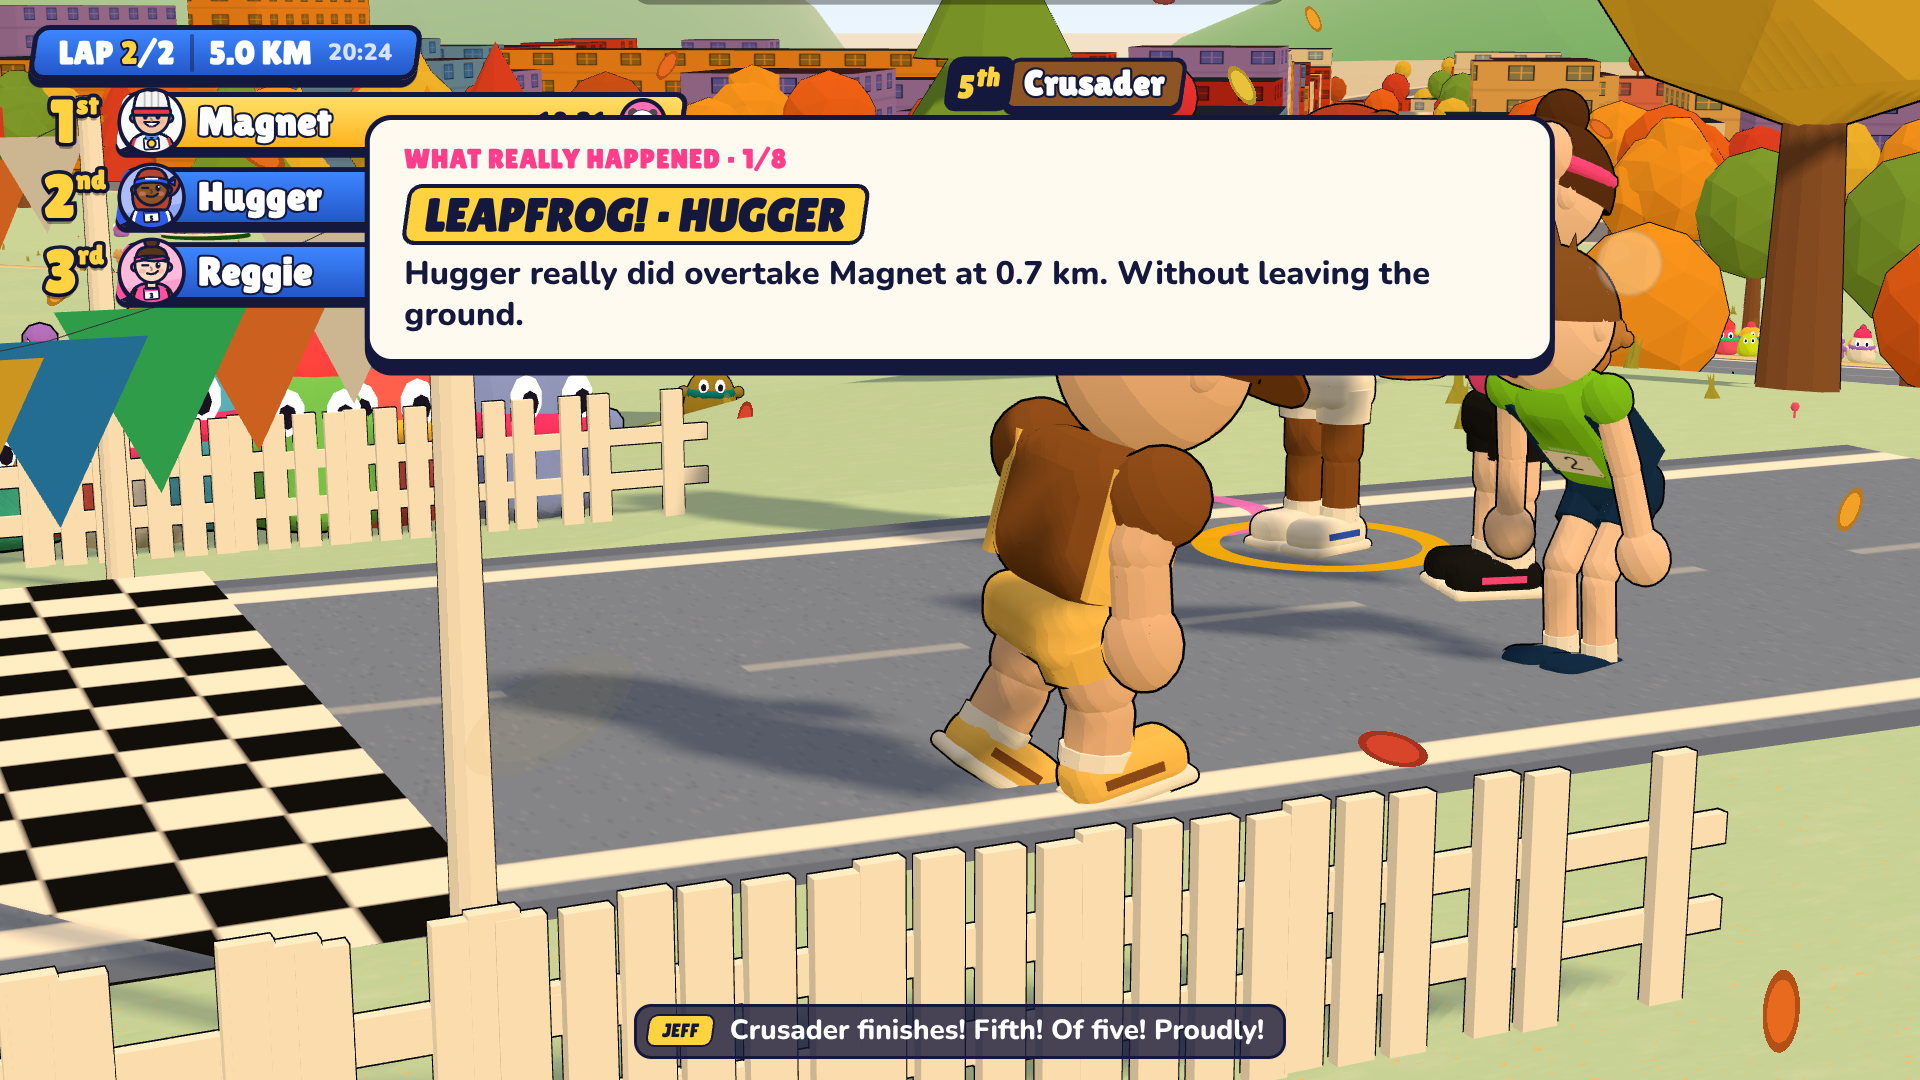 LAP 2/2 5.0 KM 20:24
5th Crusader
1st Magnet
2nd Hugger
3rd Reggie
WHAT REALLY HAPPENED · 1/8
LEAPFROG! · HUGGER
Hugger really did overtake Magnet at 0.7 km. Without leaving the
ground.
2
JEFF Crusader finishes! Fifth! Of five! Proudly!